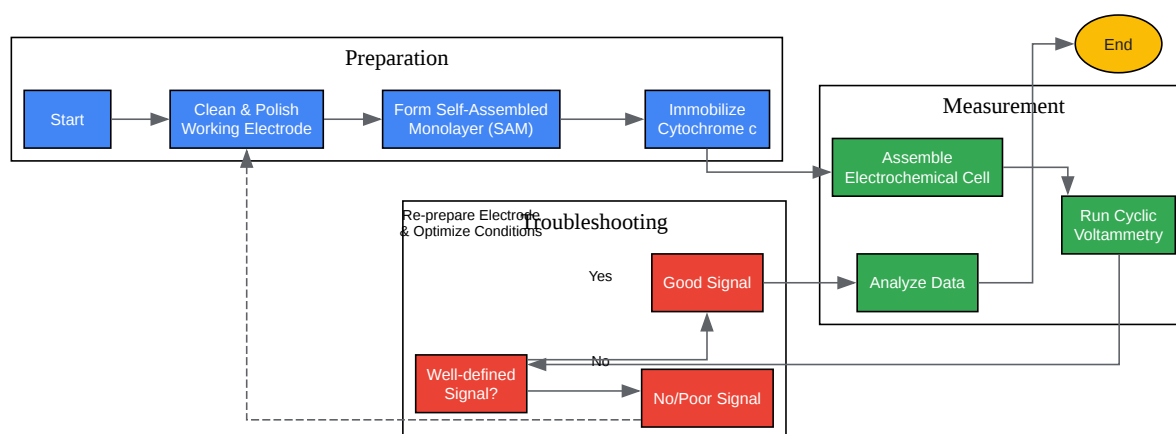 End
Preparation
Start
Clean & Polish
Working Electrode
Form Self-Assembled
Monolayer (SAM)
Immobilize
Cytochrome c
Measurement
Assemble
Electrochemical Cell
Run Cyclic
Voltammetry
Re-prepare Electrode
& Optimize Conditions
Troubleshooting
Yes
Good Signal
Analyze Data
No
Well-defined
Signal?
No/Poor Signal